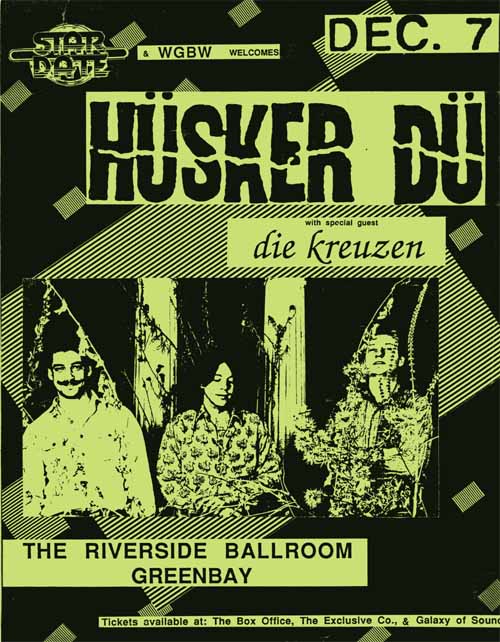 STAR
DATE
& WGBW WELCOMES
DEC. 7
HÜSKER DÜ
with special guest
die kreuzen
THE RIVERSIDE BALLROOM
GREENBAY
Tickets available at: The Box Office, The Exclusive Co., & Galaxy of Sound